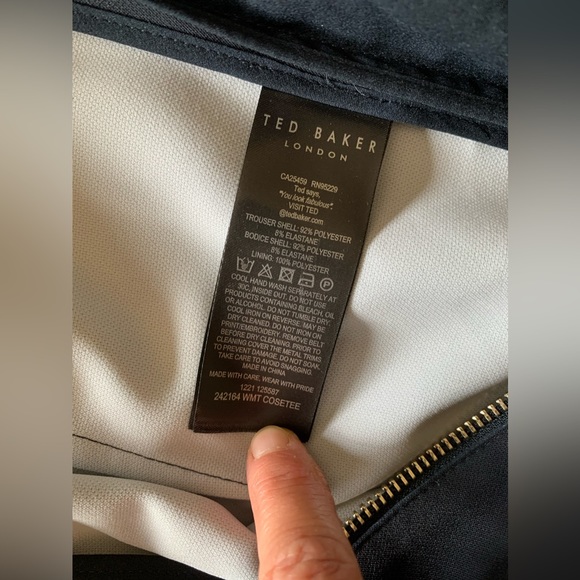 TED BAKER
LONDON
CA25459 RN95229
Ted says,
"You look fabulous"
VISIT TED
@tedbaker.com
TROUSER SHELL: 92% POLYESTER
8% ELASTANE
BODICE SHELL: 92% POLYESTER
8% ELASTANE
LINING: 100% POLYESTER
COOL HAND WASH SEPARATELY AT
30C, INSIDE OUT. DO NOT USE
PRODUCTS CONTAINING BLEACH, OIL
OR ALCOHOL. DO NOT TUMBLE DRY.
COOL IRON ON REVERSE. MAY BE
DRY CLEANED. DO NOT IRON ON
PRINT/EMBROIDERY. REMOVE BELT
BEFORE DRY CLEANING. PRIOR TO
CLEANING COVER THE METAL TRIMS
TO PREVENT DAMAGE. DO NOT SOAK.
TAKE CARE TO AVOID SNAGGING.
MADE IN CHINA
MADE WITH CARE, WEAR WITH PRIDE
1221 125587
242164 WMT COSETEE